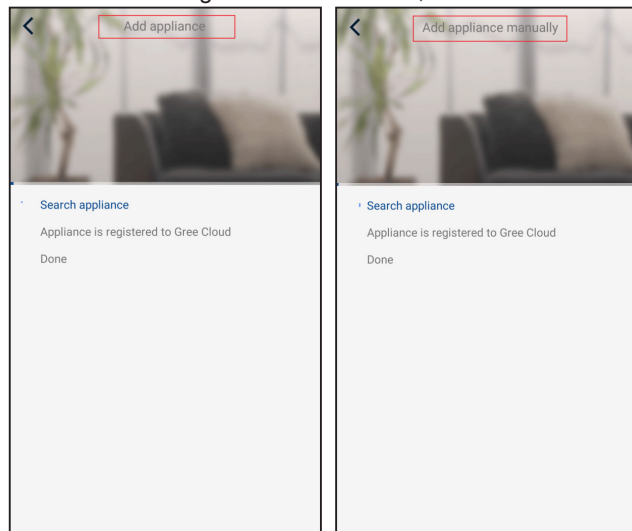 Add appliance
Search appliance
Appliance is registered to Gree Cloud
Done
Add appliance manually
Search appliance
Appliance is registered to Gree Cloud
Done